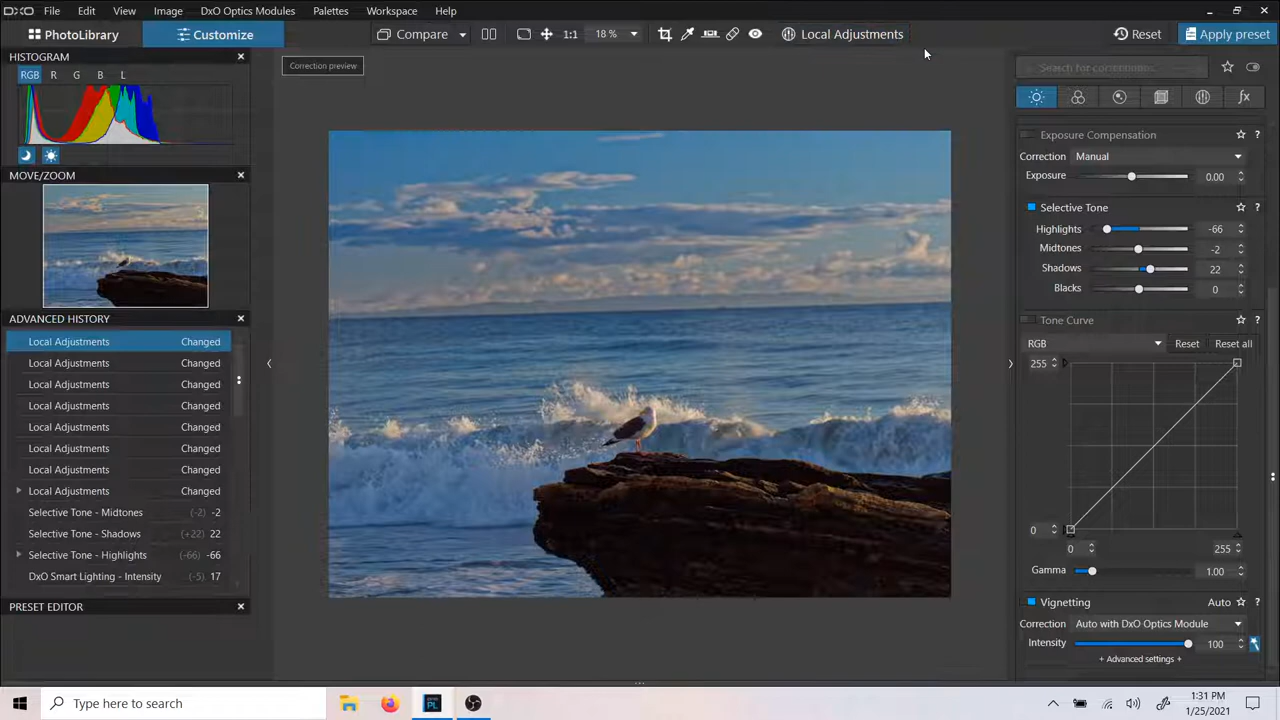 DXO File Edit View Image DxO Optics Modules Palettes Workspace Help
PhotoLibrary Customize Compare 1:1 18 % Local Adjustments Reset Apply preset
HISTOGRAM
Correction preview
Search for corrections...
RGB R G B L
Exposure Compensation ?
Correction Manual
Exposure 0.00
MOVE/ZOOM
Selective Tone ?
Highlights -66
Midtones -2
Shadows 22
Blacks 0
ADVANCED HISTORY
Tone Curve ?
Local Adjustments Changed
RGB Reset Reset all
Local Adjustments Changed
255
Local Adjustments Changed
Local Adjustments Changed
Local Adjustments Changed
Local Adjustments Changed
Local Adjustments Changed
Local Adjustments Changed
Selective Tone - Midtones (-2) -2
Selective Tone - Shadows (+22) 22
0
Selective Tone - Highlights (-66) -66
0 255
DxO Smart Lighting - Intensity (-5) 17
Gamma 1.00
PRESET EDITOR
Vignetting Auto ?
Correction Auto with DxO Optics Module
Intensity 100
+ Advanced settings +
Type here to search
PL
1:31 PM
1/25/2021